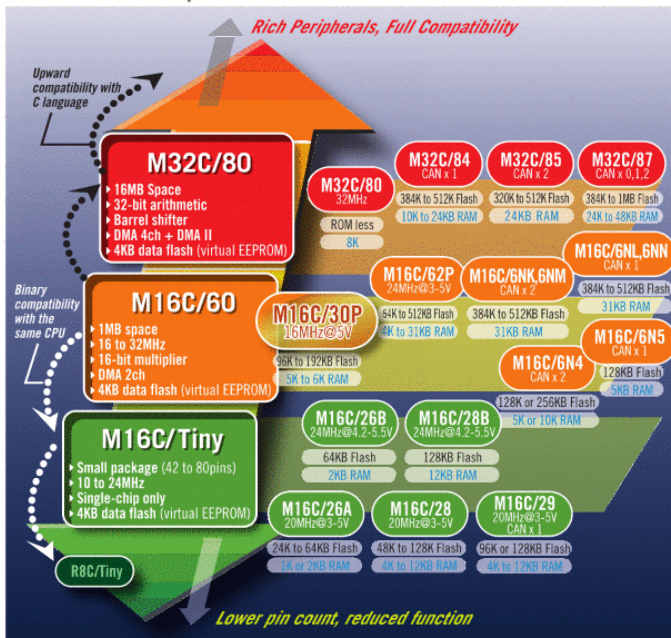 Rich Peripherals, Full Compatibility
Upward
compatibility with
C language
M32C/80
16MB Space
32-bit arithmetic
Barrel shifter
DMA 4ch + DMA II
4KB data flash (virtual EEPROM)
M32C/80
32MHz
ROM less
8K
M32C/84
CAN x 1
384K to 512K Flash
10K to 24KB RAM
M32C/85
CAN x 2
320K to 512K Flash
24KB RAM
M32C/87
CAN x 0,1,2
384K to 1MB Flash
24K to 48KB RAM
Binary
compatibility
with the
same CPU
M16C/60
1MB space
16 to 32MHz
16-bit multiplier
DMA 2ch
4KB data flash (virtual EEPROM)
M16C/30P
16MHz@5V
96K to 192KB Flash
5K to 6K RAM
M16C/62P
24MHz@3-5V
64K to 512KB Flash
4K to 31KB RAM
M16C/6NK,6NM
CAN x 2
384K to 512KB Flash
31KB RAM
M16C/6NL,6NN
CAN x 1
384K to 512KB Flash
31KB RAM
M16C/6N4
CAN x 2
128K or 256KB Flash
5K or 10K RAM
M16C/6N5
CAN x 1
128KB Flash
5KB RAM
M16C/Tiny
Small package (42 to 80pins)
10 to 24MHz
Single-chip only
4KB data flash (virtual EEPROM)
M16C/26B
24MHz@4.2-5.5V
64KB Flash
2KB RAM
M16C/28B
24MHz@4.2-5.5V
128KB Flash
12KB RAM
M16C/26A
20MHz@3-5V
24K to 64KB Flash
1K or 2KB RAM
M16C/28
20MHz@3-5V
48K to 128K Flash
4K to 12KB RAM
M16C/29
20MHz@3-5V
CAN x 1
96K or 128KB Flash
4K to 12KB RAM
R8C/Tiny
Lower pin count, reduced function